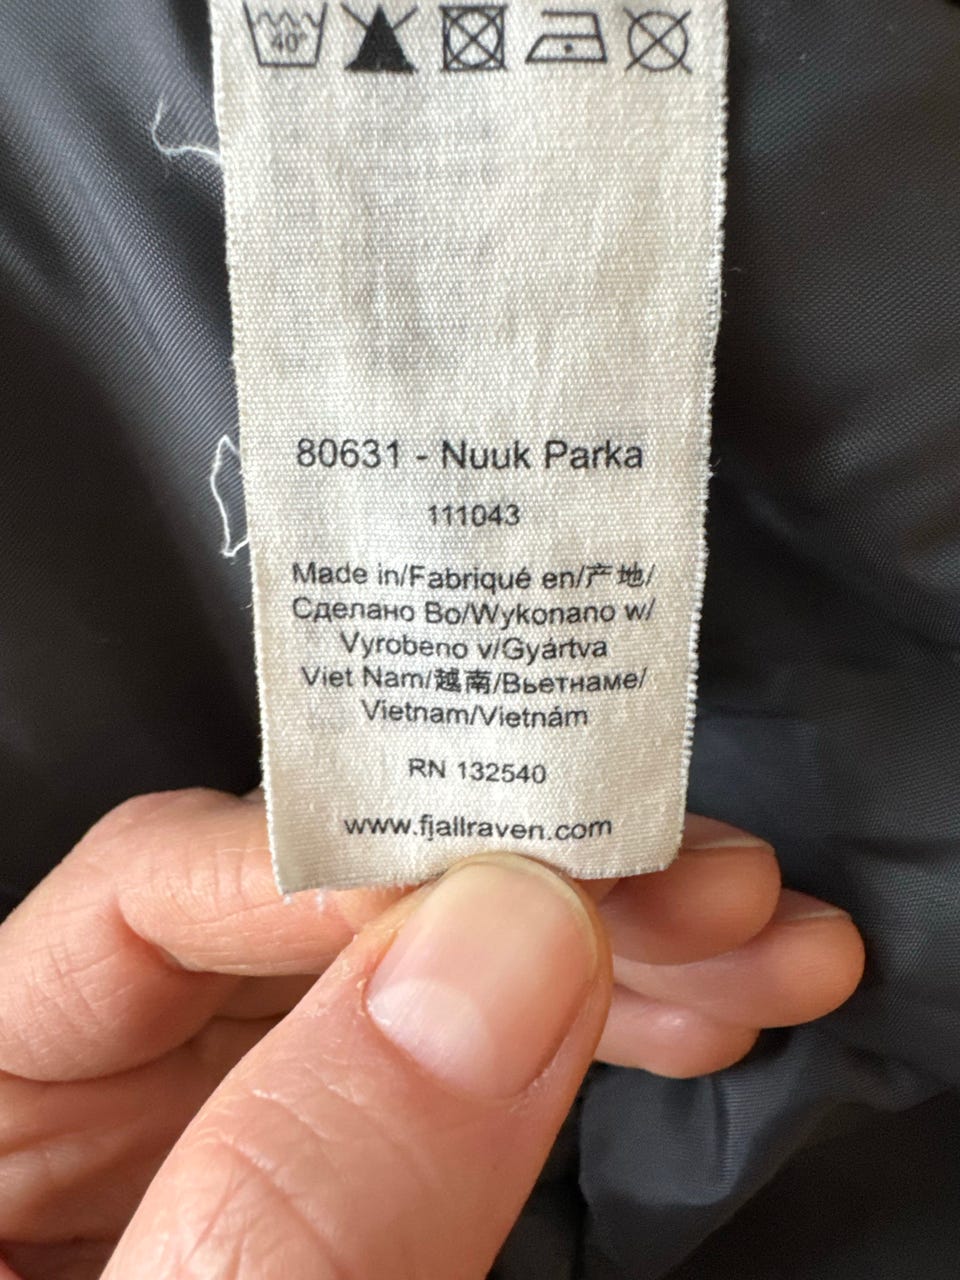 40°
80631 - Nuuk Parka
111043
Made in/Fabriqué en/产地/
Сделано Во/Wykonano w/
Vyrobeno v/Gyártva
Viet Nam/越南/Вьетнаме/
Vietnam/Vietnám
RN 132540
www.fjallraven.com